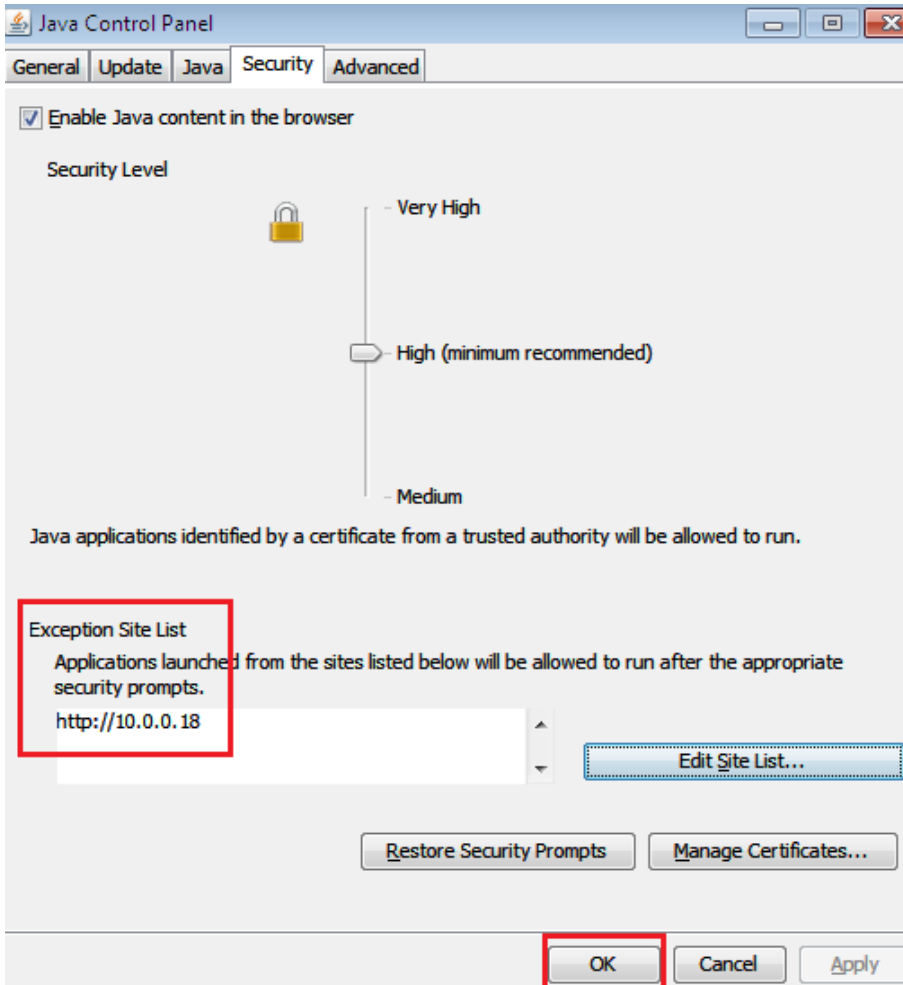 Java Control Panel
General Update Java Security Advanced
Enable Java content in the browser
Security Level
Very High
High (minimum recommended)
Medium
Java applications identified by a certificate from a trusted authority will be allowed to run.
Exception Site List
Applications launched from the sites listed below will be allowed to run after the appropriate
security prompts.
http://10.0.0.18
Edit Site List...
Restore Security Prompts Manage Certificates...
OK Cancel Apply